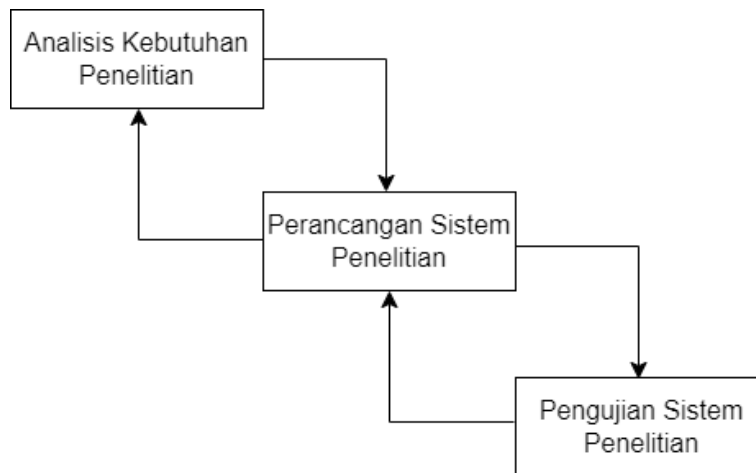 Analisis Kebutuhan
Penelitian
Perancangan Sistem
Penelitian
Pengujian Sistem
Penelitian